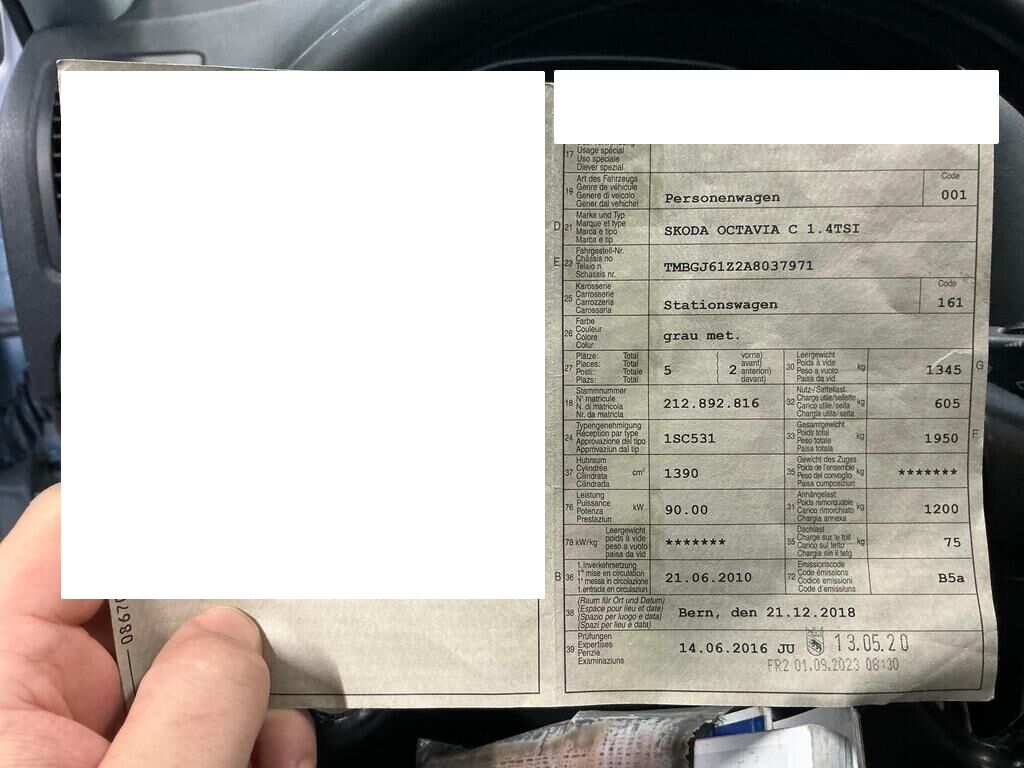 17 Usage spécial
Uso speciale
Diever spezial
19 Art des Fahrzeugs
Genre de véhicule
Genere di veicolo
Gener dal vehichel
Personenwagen
Code
001
D 21 Marke und Typ
Marque et type
Marca e tipo
Marca e tip
SKODA OCTAVIA C 1.4TSI
E 23 Fahrgestell-Nr.
Châssis no
Telaio n.
Schassis nr.
TMBGJ61Z2A8037971
25 Karosserie
Carrosserie
Carrozzeria
Carossaria
Stationswagen
Code
161
26 Farbe
Couleur
Colore
Colur
grau met.
27 Plätze: Total
Places: Total
Posti: Totale
Plazs: Total
5 ( 2 vorne)
avant)
anteriori)
davant)
30 Leergewicht
Poids à vide
Peso a vuoto
Paisa da vid
kg
1345 G
18 Stammnummer
N° matricule
N. di matricola
Nr. da matricla
212.892.816
32 Nutz-/Sattellast
Charge utile/sellette
Carico utile/sella
Chargia utila/sella
kg
605
24 Typengenehmigung
Réception par type
Approvazione del tipo
Approvaziun dal tip
1SC531
33 Gesamtgewicht
Poids total
Peso totale
Paisa totala
kg
1950 F
37 Hubraum
Cylindrée
Cilindrata
Cilindrada
cm³
1390
35 Gewicht des Zuges
Poids de l'ensemble
Peso del convoglio
Paisa cumposiziun
kg
*******
76 Leistung
Puissance
Potenza
Prestaziun
kW
90.00
31 Anhängelast
Poids remorquable
Carico rimorchiato
Chargia annexa
kg
1200
78 kW/kg Leergewicht
poids à vide
peso a vuoto
paisa da vid
*******
55 Dachlast
Charge sur le toit
Carico sul tetto
Chargia sin il tetg
kg
75
B 36 1. Inverkehrsetzung
1re mise en circulation
1a messa in circolazione
1. entrada en circulaziun
21.06.2010
72 Emissionscode
Code émissions
Codice emissioni
Code d'emissiuns
B5a
38 (Raum für Ort und Datum)
(Espace pour lieu et date)
(Spazio per luogo e data)
(Spazi per lieu e data)
Bern, den 21.12.2018
39 Prüfungen
Expertises
Perizie
Examinaziuns
14.06.2016 JU 13.05.20
FR2 01.09.2023 08:30